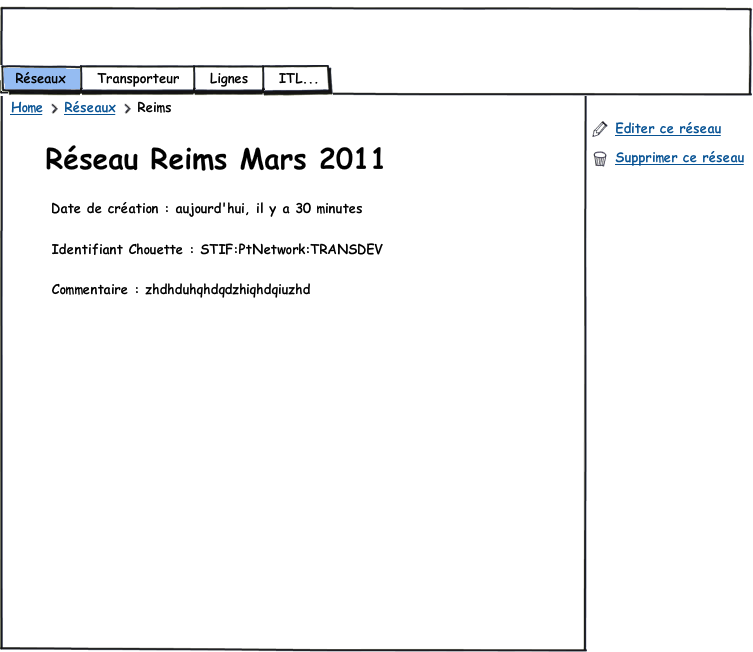 Réseaux Transporteur Lignes ITL...
Home > Réseaux > Reims
Editer ce réseau
Supprimer ce réseau
Réseau Reims Mars 2011
Date de création : aujourd'hui, il y a 30 minutes
Identifiant Chouette : STIF:PtNetwork:TRANSDEV
Commentaire : zhdhduhqhdqdzhiqhdqiuzhd